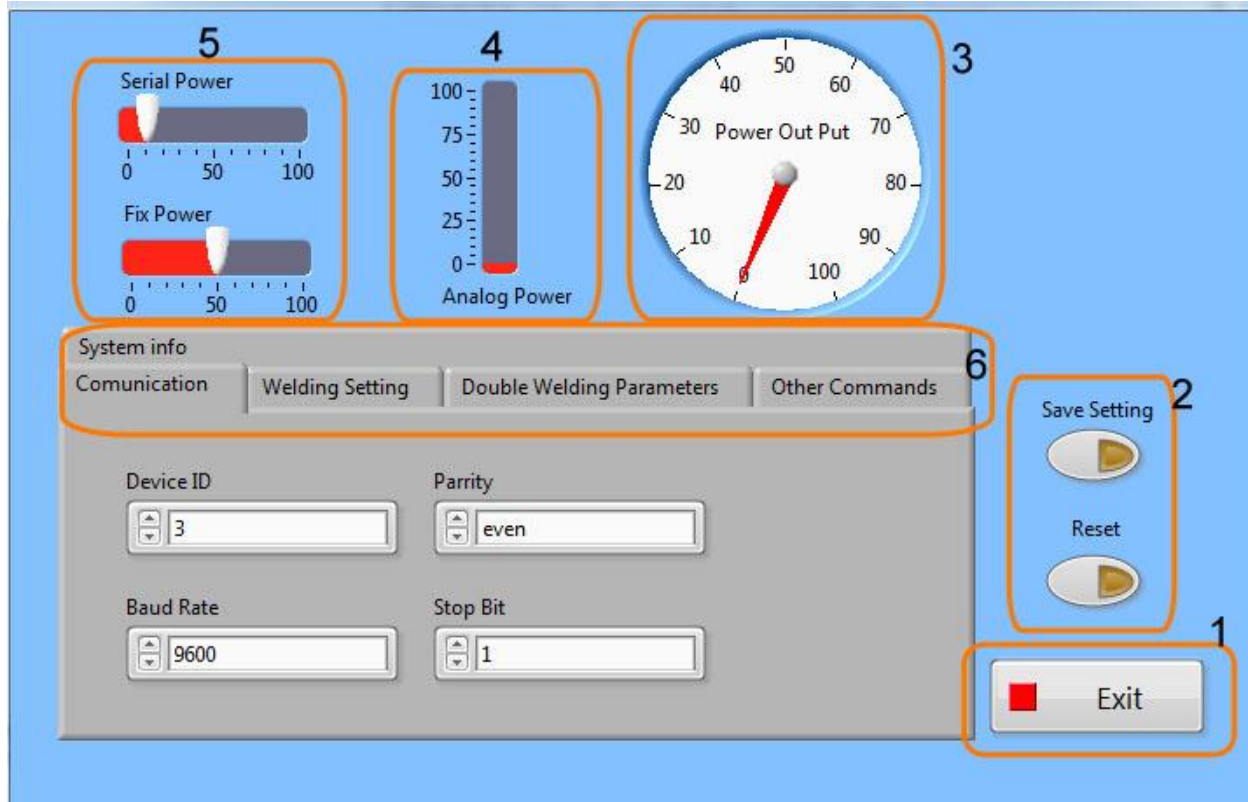 5
Serial Power
0 50 100
Fix Power
0 50 100
4
100
75
50
25
0
Analog Power
3
50
40 60
30 Power Out Put 70
20 80
10 90
0 100
System info
6
Comunication Welding Setting Double Welding Parameters Other Commands
Device ID Parrity
3 even
Baud Rate Stop Bit
9600 1
2
Save Setting
Reset
1
Exit